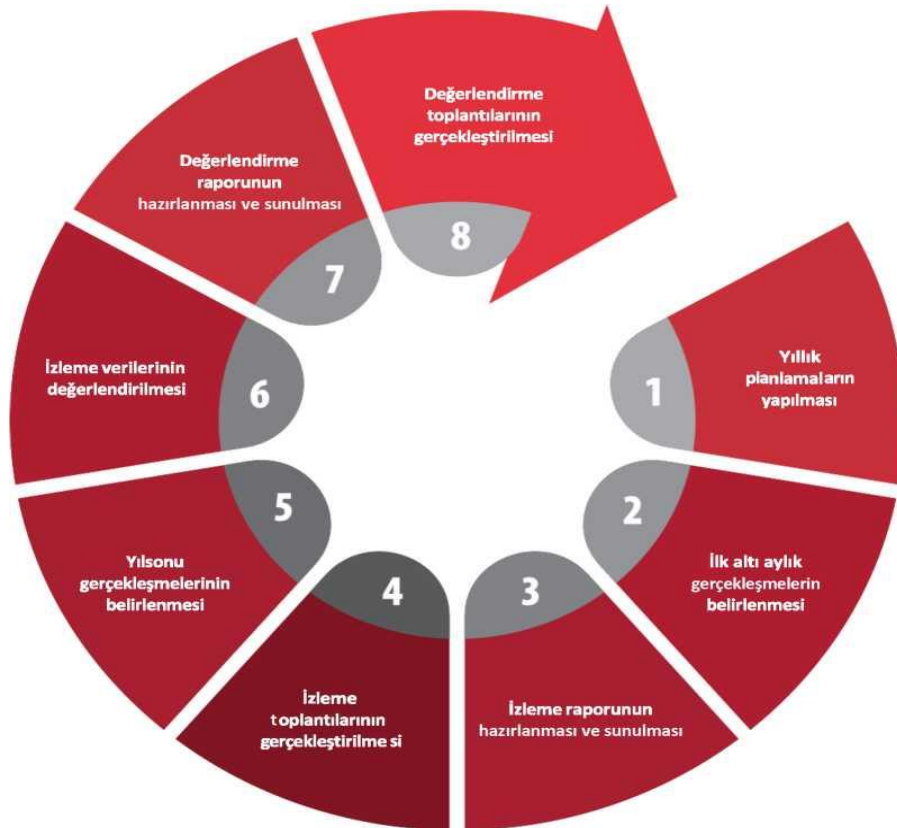 1
Yıllık
planlamaların
yapılması
2
İlk altı aylık
gerçekleşmelerin
belirlenmesi
3
İzleme raporunun
hazırlanması ve sunulması
4
İzleme
toplantılarının
gerçekleştirilme si
5
Yılsonu
gerçekleşmelerinin
belirlenmesi
6
İzleme verilerinin
değerlendirilmesi
7
Değerlendirme
raporunun
hazırlanması ve sunulması
8
Değerlendirme
toplantılarının
gerçekleştirilmesi